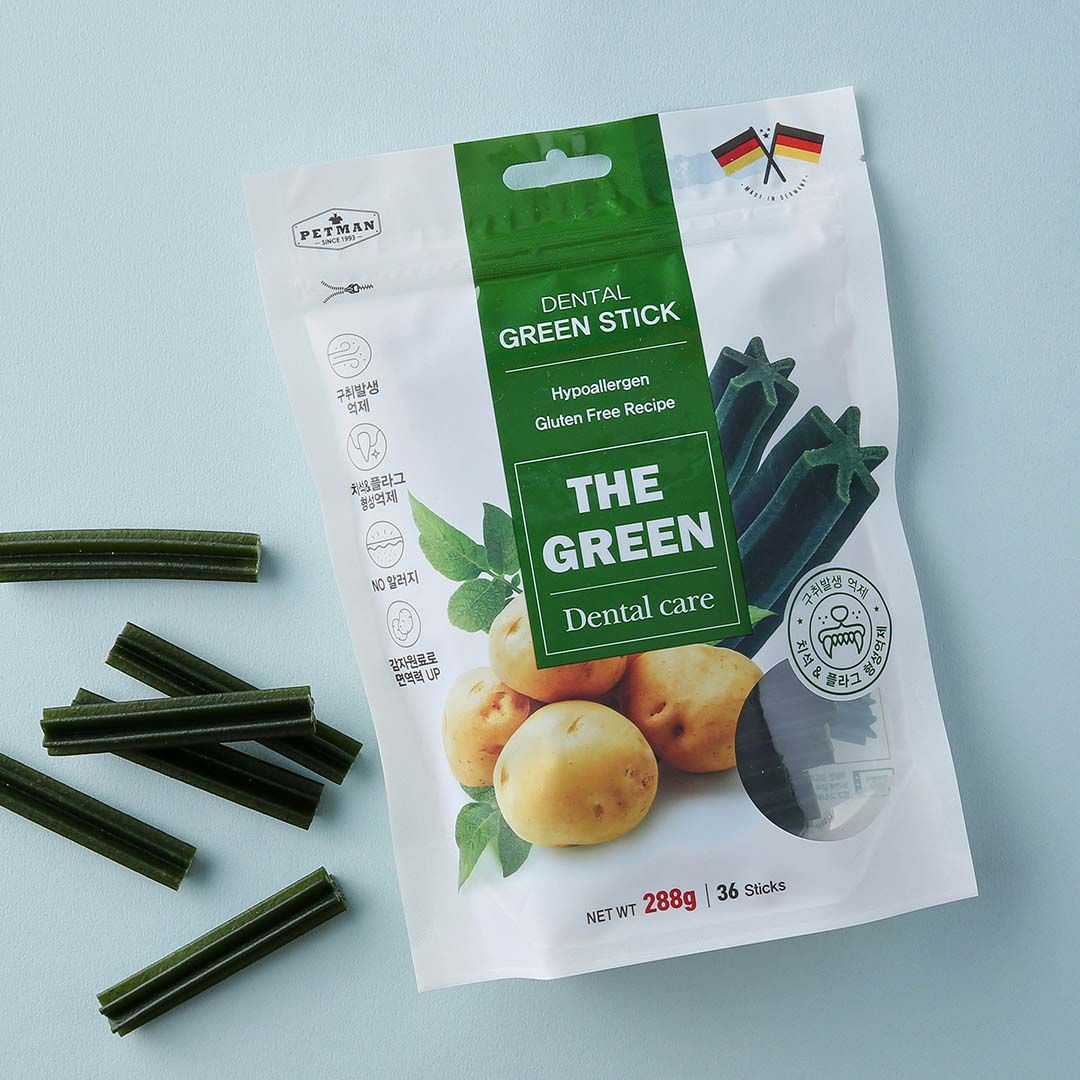 PETMAN
SINCE 1993
MADE IN GERMANY
DENTAL
GREEN STICK
Hypoallergen
Gluten Free Recipe
THE
GREEN
Dental care
구취발생
억제
치석&플라그
형성억제
NO 알러지
감자원료로
면역력 UP
구취발생 억제
치석 & 플라그 형성억제
NET WT 288g | 36 Sticks